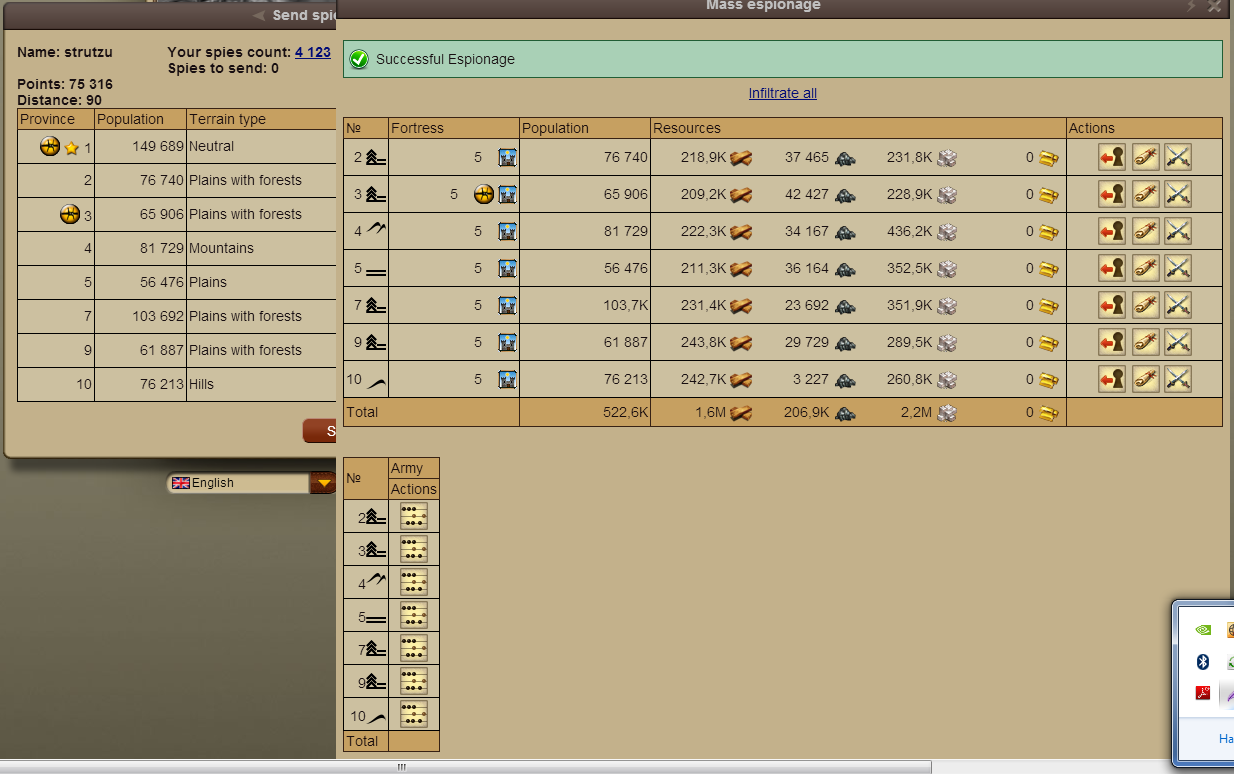 Send spie
Name: strutzu
Your spies count: 4 123
Spies to send: 0
Points: 75 316
Distance: 90
Province Population Terrain type
1 149 689 Neutral
2 76 740 Plains with forests
3 65 906 Plains with forests
4 81 729 Mountains
5 56 476 Plains
7 103 692 Plains with forests
9 61 887 Plains with forests
10 76 213 Hills
S
English
Mass espionage
Successful Espionage
Infiltrate all
№ Fortress Population Resources Actions
2 5 76 740 218,9K 37 465 231,8K 0
3 5 65 906 209,2K 42 427 228,9K 0
4 5 81 729 222,3K 34 167 436,2K 0
5 5 56 476 211,3K 36 164 352,5K 0
7 5 103,7K 231,4K 23 692 351,9K 0
9 5 61 887 243,8K 29 729 289,5K 0
10 5 76 213 242,7K 3 227 260,8K 0
Total 522,6K 1,6M 206,9K 2,2M 0
№ Army
Actions
2
3
4
5
7
9
10
Total
Ha